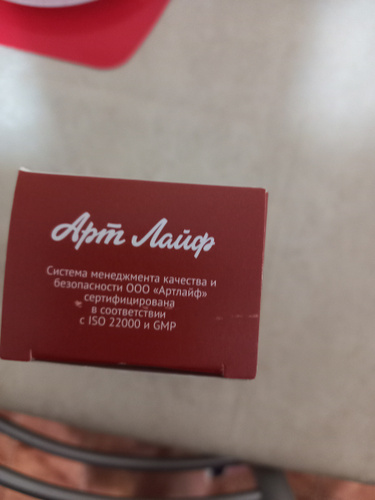 Арт Лайф
Система менеджмента качества и
безопасности ООО «Артлайф»
сертифицирована
в соответствии
с ISO 22000 и GMP